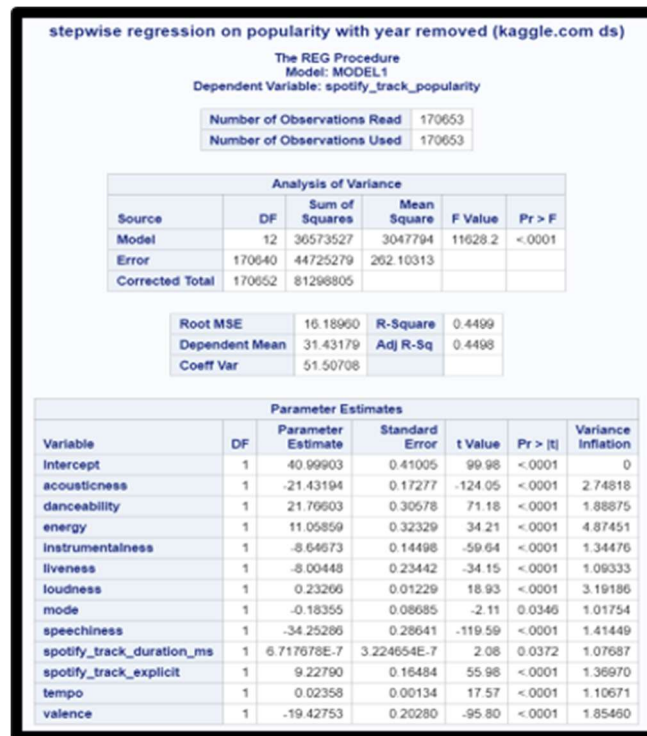 stepwise regression on popularity with year removed (kaggle.com ds)
The REG Procedure
Model: MODEL1
Dependent Variable: spotify_track_popularity
Number of Observations Read 170653
Number of Observations Used 170653
Analysis of Variance
Source DF Sum of Squares Mean Square F Value Pr > F
Model 12 36573527 3047794 11628.2 <.0001
Error 170640 44725279 262.10313
Corrected Total 170652 81298805
Root MSE 16.18960 R-Square 0.4499
Dependent Mean 31.43179 Adj R-Sq 0.4498
Coeff Var 51.50708
Parameter Estimates
Variable DF Parameter Estimate Standard Error t Value Pr > |t| Variance Inflation
Intercept 1 40.99903 0.41005 99.98 <.0001 0
acousticness 1 -21.43194 0.17277 -124.05 <.0001 2.74818
danceability 1 21.76603 0.30578 71.18 <.0001 1.88875
energy 1 11.05859 0.32329 34.21 <.0001 4.87451
instrumentalness 1 -8.64673 0.14498 -59.64 <.0001 1.34476
liveness 1 -8.00448 0.23442 -34.15 <.0001 1.09333
loudness 1 0.23266 0.01229 18.93 <.0001 3.19186
mode 1 -0.18355 0.08685 -2.11 0.0346 1.01754
speechiness 1 -34.25286 0.28641 -119.59 <.0001 1.41449
spotify_track_duration_ms 1 6.717678E-7 3.224654E-7 2.08 0.0372 1.07687
spotify_track_explicit 1 9.22790 0.16484 55.98 <.0001 1.36970
tempo 1 0.02358 0.00134 17.57 <.0001 1.10671
valence 1 -19.42753 0.20280 -95.80 <.0001 1.85460